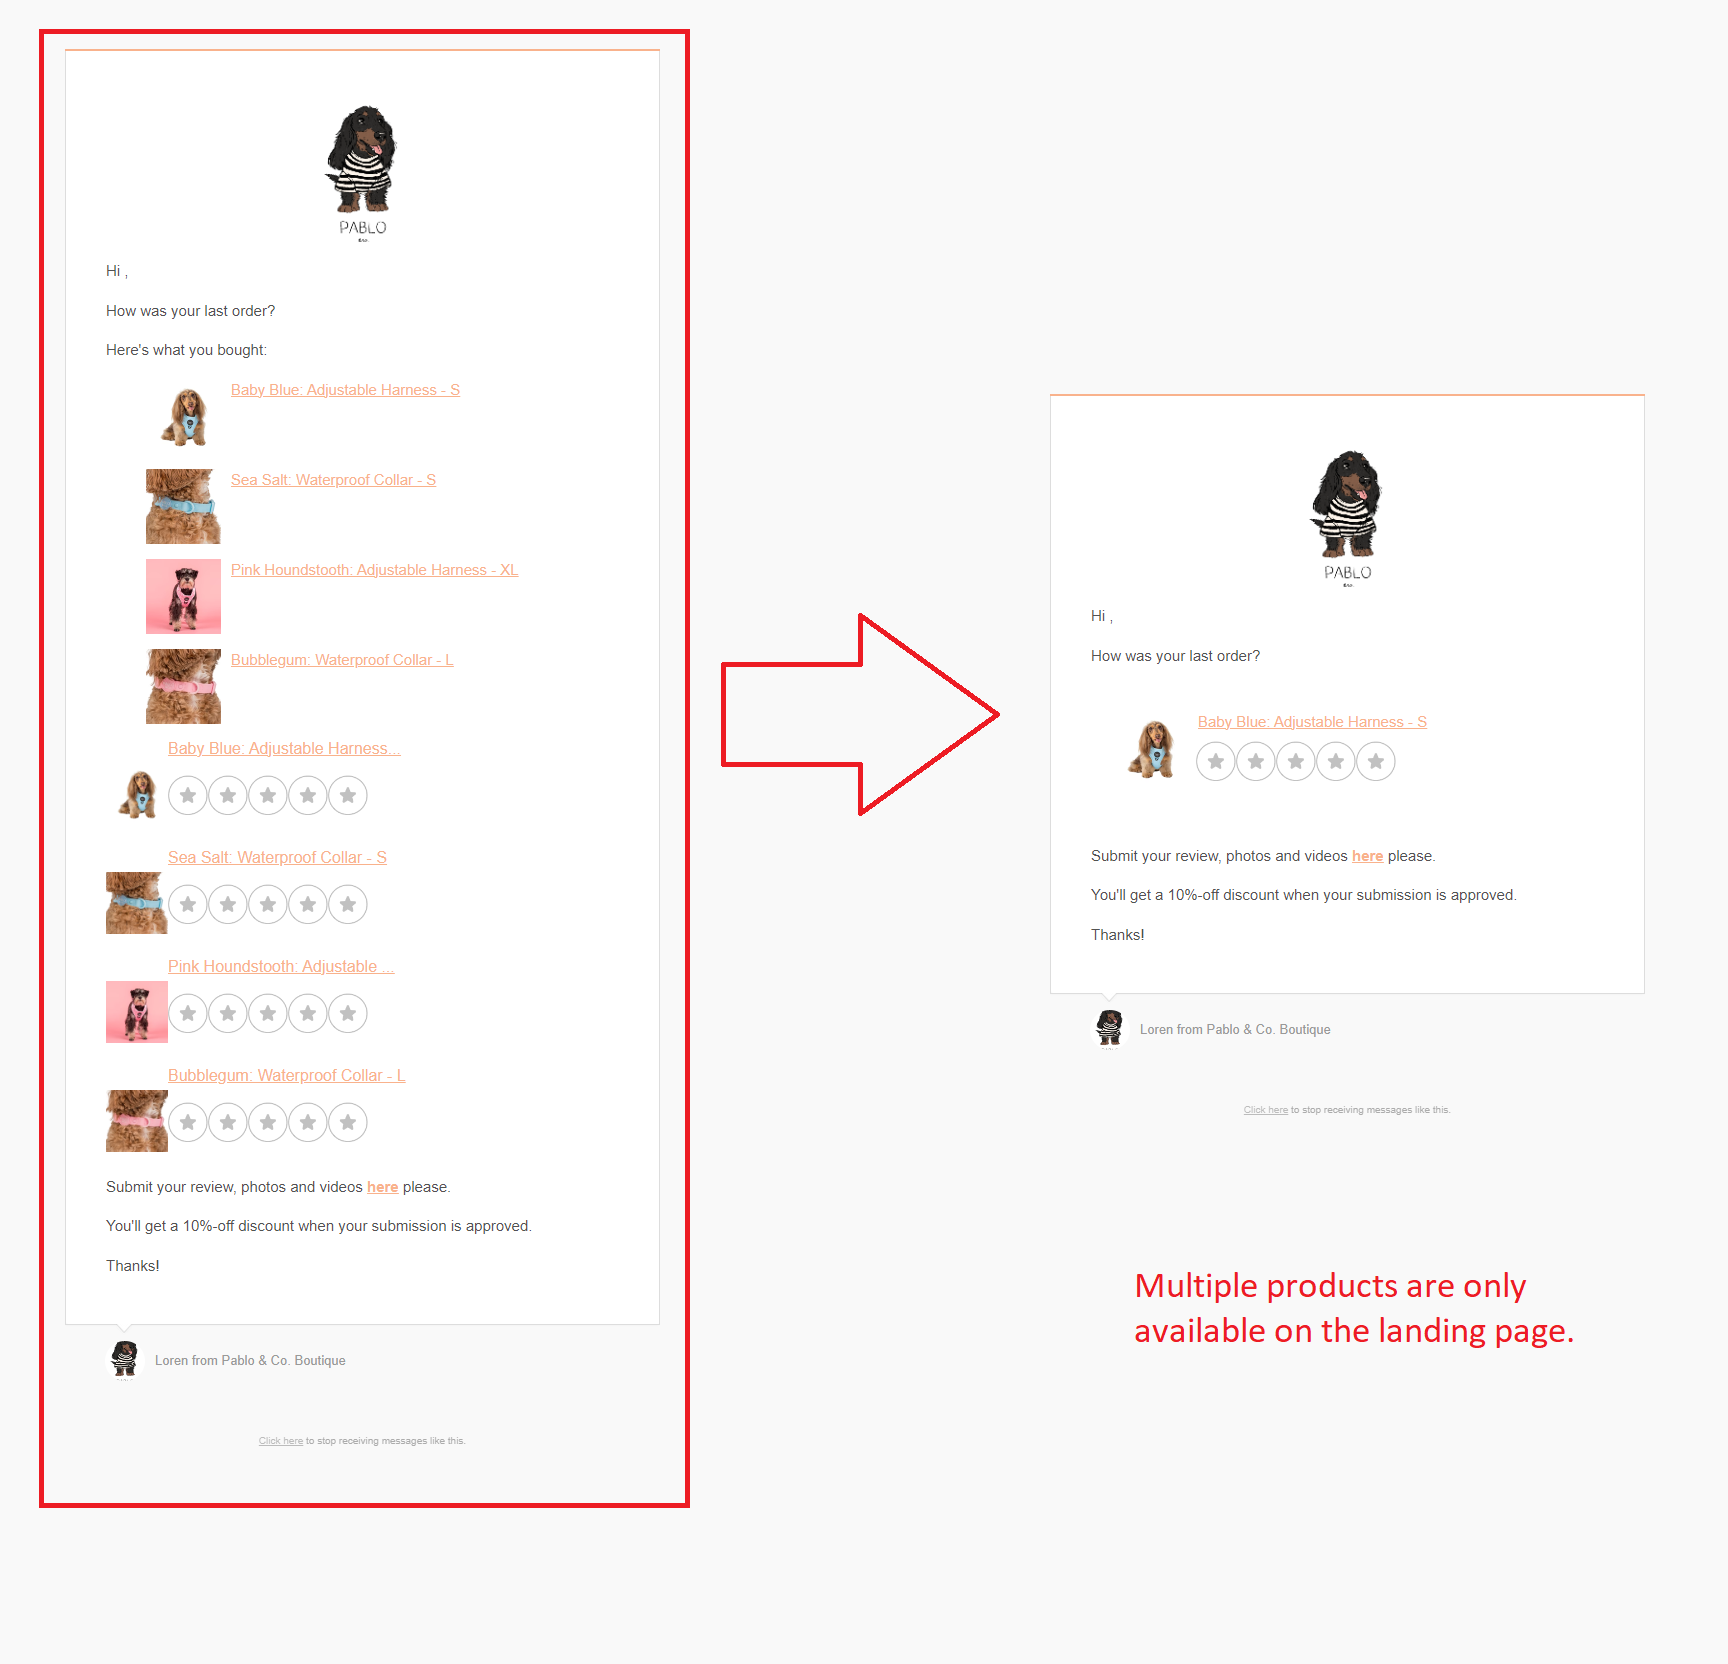 PABLO
& co.
Hi ,
How was your last order?
Here's what you bought:
Baby Blue: Adjustable Harness - S
Sea Salt: Waterproof Collar - S
Pink Houndstooth: Adjustable Harness - XL
Bubblegum: Waterproof Collar - L
Baby Blue: Adjustable Harness...
Sea Salt: Waterproof Collar - S
Pink Houndstooth: Adjustable ...
Bubblegum: Waterproof Collar - L
Submit your review, photos and videos here please.
You'll get a 10%-off discount when your submission is approved.
Thanks!
Loren from Pablo & Co. Boutique
Click here to stop receiving messages like this.
PABLO
& co.
Hi ,
How was your last order?
Baby Blue: Adjustable Harness - S
Submit your review, photos and videos here please.
You'll get a 10%-off discount when your submission is approved.
Thanks!
Loren from Pablo & Co. Boutique
Click here to stop receiving messages like this.
Multiple products are only
available on the landing page.